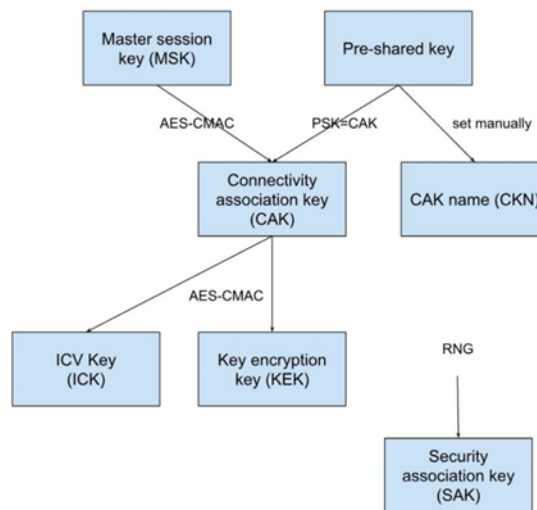 Master session
key (MSK)
Pre-shared key
AES-CMAC
PSK=CAK
set manually
Connectivity
association key
(CAK)
CAK name (CKN)
AES-CMAC
ICV Key
(ICK)
Key encryption
key (KEK)
RNG
Security
association key
(SAK)